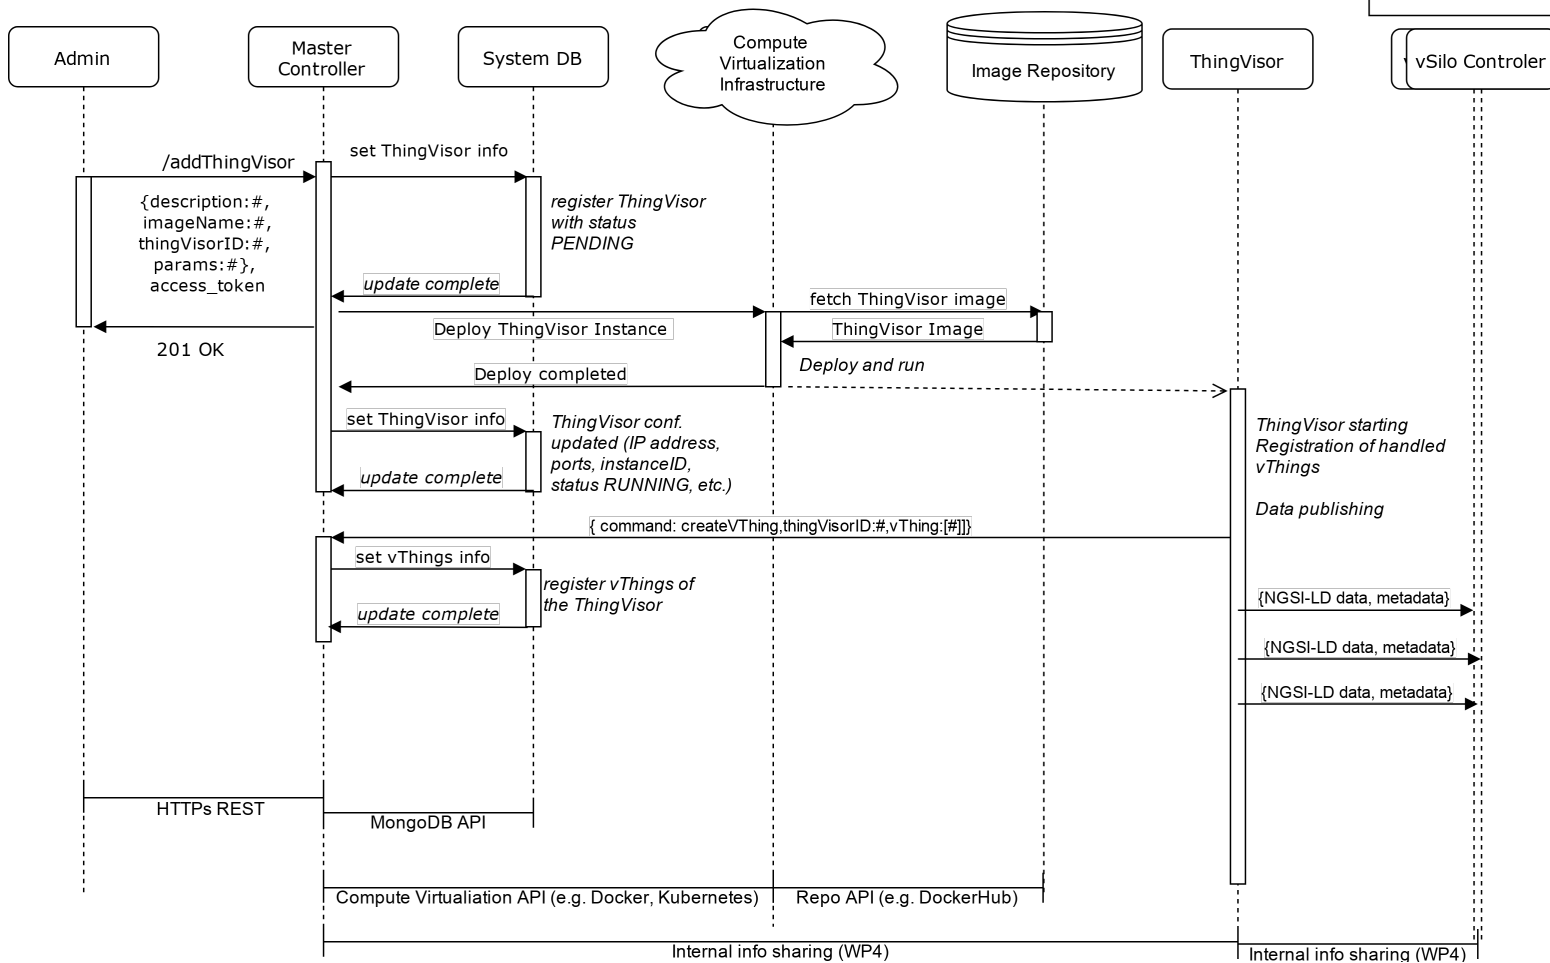 Admin
Master
Controller
System DB
Compute
Virtualization
Infrastructure
Image Repository
ThingVisor
vSilo Controler
/addThingVisor
set ThingVisor info
{description:#,
imageName:#,
thingVisorID:#,
params:#},
access_token
register ThingVisor
with status
PENDING
update complete
fetch ThingVisor image
Deploy ThingVisor Instance
ThingVisor Image
201 OK
Deploy and run
Deploy completed
set ThingVisor info
ThingVisor conf.
updated (IP address,
ports, instanceID,
status RUNNING, etc.)
update complete
ThingVisor starting
Registration of handled
vThings
Data publishing
{ command: createVThing,thingVisorID:#,vThing:[#]]}
set vThings info
register vThings of
the ThingVisor
update complete
{NGSI-LD data, metadata}
{NGSI-LD data, metadata}
{NGSI-LD data, metadata}
HTTPs REST
MongoDB API
Compute Virtualiation API (e.g. Docker, Kubernetes)
Repo API (e.g. DockerHub)
Internal info sharing (WP4)
Internal info sharing (WP4)